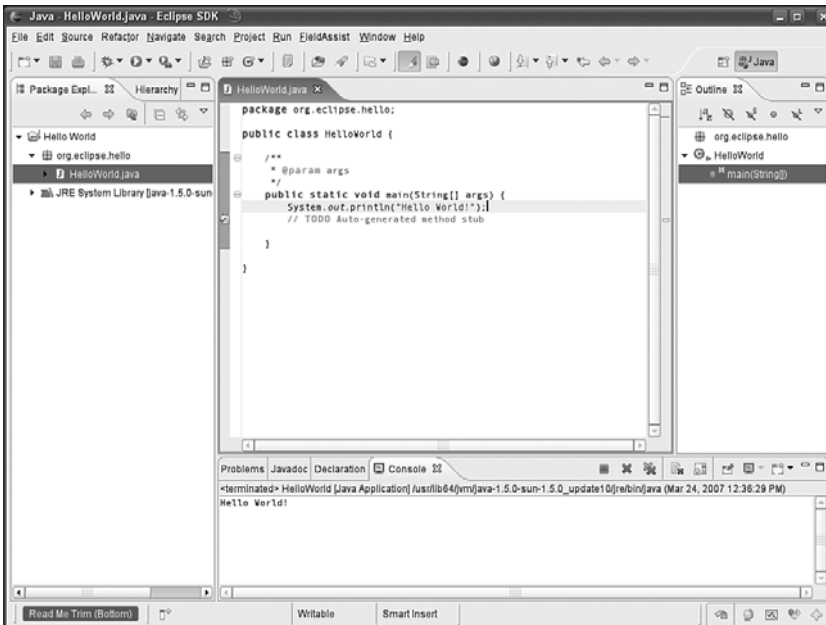 Java - HelloWorld.java - Eclipse SDK
File Edit Source Refactor Navigate Search Project Run FieldAssist Window Help
Java
Package Expl... Hierarchy
Hello World
org.eclipse.hello
HelloWorld.java
JRE System Library [java-1.5.0-sun
HelloWorld.java
package org.eclipse.hello;
public class HelloWorld {
/**
* @param args
*/
public static void main(String[] args) {
System.out.println("Hello World!");
// TODO Auto-generated method stub
}
}
Outline
org.eclipse.hello
HelloWorld
main(String[])
Problems Javadoc Declaration Console
<terminated> HelloWorld [Java Application] /usr/lib64/jvm/java-1.5.0-sun-1.5.0_update10/jre/bin/java (Mar 24, 2007 12:36:29 PM)
Hello World!
Read Me Trim (Bottom) Writable Smart Insert